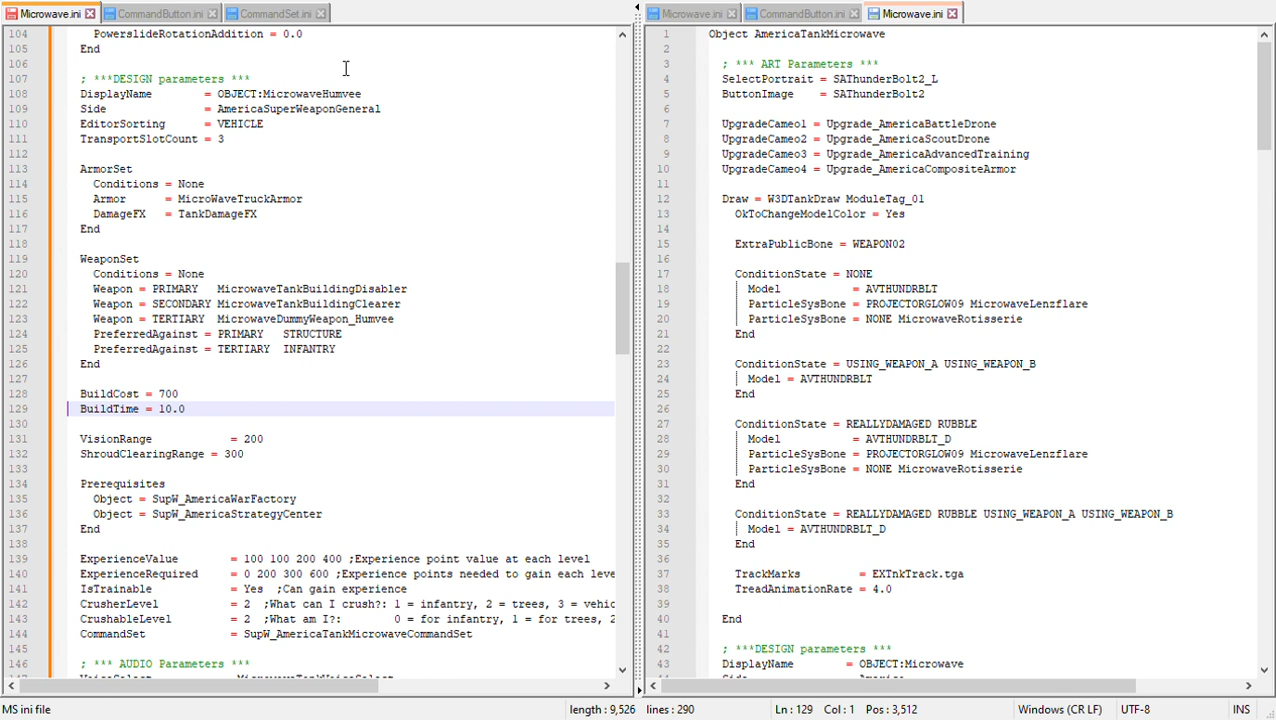 Microwave.ini CommandButton.ini CommandSet.ini
104 PowerslideRotationAddition = 0.0
105 End
106
107 ; ***DESIGN parameters ***
108 DisplayName = OBJECT:MicrowaveHumvee
109 Side = AmericaSuperWeaponGeneral
110 EditorSorting = VEHICLE
111 TransportSlotCount = 3
112
113 ArmorSet
114 Conditions = None
115 Armor = MicroWaveTruckArmor
116 DamageFX = TankDamageFX
117 End
118
119 WeaponSet
120 Conditions = None
121 Weapon = PRIMARY MicrowaveTankBuildingDisabler
122 Weapon = SECONDARY MicrowaveTankBuildingClearer
123 Weapon = TERTIARY MicrowaveDummyWeapon_Humvee
124 PreferredAgainst = PRIMARY STRUCTURE
125 PreferredAgainst = TERTIARY INFANTRY
126 End
127
128 BuildCost = 700
129 BuildTime = 10.0
130
131 VisionRange = 200
132 ShroudClearingRange = 300
133
134 Prerequisites
135 Object = SupW_AmericaWarFactory
136 Object = SupW_AmericaStrategyCenter
137 End
138
139 ExperienceValue = 100 100 200 400 ;Experience point value at each level
140 ExperienceRequired = 0 200 300 600 ;Experience points needed to gain each leve
141 IsTrainable = Yes ;Can gain experience
142 CrusherLevel = 2 ;What can I crush?: 1 = infantry, 2 = trees, 3 = vehic
143 CrushableLevel = 2 ;What am I?: 0 = for infantry, 1 = for trees, 2
144 CommandSet = SupW_AmericaTankMicrowaveCommandSet
145
146 ; *** AUDIO Parameters ***
Microwave.ini CommandButton.ini Microwave.ini
1 Object AmericaTankMicrowave
2
3 ; *** ART Parameters ***
4 SelectPortrait = SAThunderBolt2_L
5 ButtonImage = SAThunderBolt2
6
7 UpgradeCameo1 = Upgrade_AmericaBattleDrone
8 UpgradeCameo2 = Upgrade_AmericaScoutDrone
9 UpgradeCameo3 = Upgrade_AmericaAdvancedTraining
10 UpgradeCameo4 = Upgrade_AmericaCompositeArmor
11
12 Draw = W3DTankDraw ModuleTag_01
13 OkToChangeModelColor = Yes
14
15 ExtraPublicBone = WEAPON02
16
17 ConditionState = NONE
18 Model = AVTHUNDRBLT
19 ParticleSysBone = PROJECTORGLOW09 MicrowaveLenzflare
20 ParticleSysBone = NONE MicrowaveRotisserie
21 End
22
23 ConditionState = USING_WEAPON_A USING_WEAPON_B
24 Model = AVTHUNDRBLT
25 End
26
27 ConditionState = REALLYDAMAGED RUBBLE
28 Model = AVTHUNDRBLT_D
29 ParticleSysBone = PROJECTORGLOW09 MicrowaveLenzflare
30 ParticleSysBone = NONE MicrowaveRotisserie
31 End
32
33 ConditionState = REALLYDAMAGED RUBBLE USING_WEAPON_A USING_WEAPON_B
34 Model = AVTHUNDRBLT_D
35 End
36
37 TrackMarks = EXTnkTrack.tga
38 TreadAnimationRate = 4.0
39
40 End
41
42 ; ***DESIGN parameters ***
43 DisplayName = OBJECT:Microwave
MS ini file length : 9,526 lines : 290 Ln : 129 Col : 1 Pos : 3,512 Windows (CR LF) UTF-8 INS